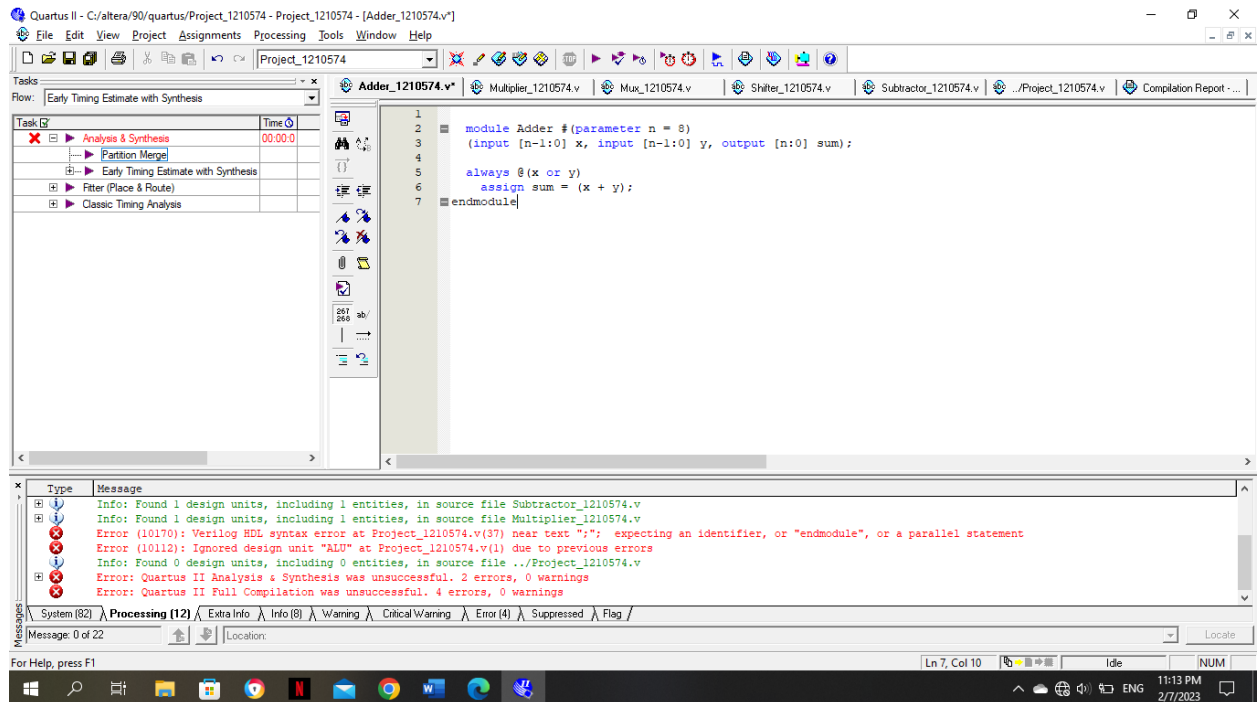 Quartus II - C:/altera/90/quartus/Project_1210574 - Project_1210574 - [Adder_1210574.v*]
File Edit View Project Assignments Processing Tools Window Help
Project_1210574
Tasks
Flow: Early Timing Estimate with Synthesis
Task Time
Analysis & Synthesis 00:00:0
Partition Merge
Early Timing Estimate with Synthesis
Fitter (Place & Route)
Classic Timing Analysis
Adder_1210574.v* Multiplier_1210574.v Mux_1210574.v Shifter_1210574.v Subtractor_1210574.v ../Project_1210574.v Compilation Report - ...
267
268 ab/
1
2 module Adder #(parameter n = 8)
3 (input [n-1:0] x, input [n-1:0] y, output [n:0] sum);
4
5 always @(x or y)
6 assign sum = (x + y);
7 endmodule
Type Message
Info: Found 1 design units, including 1 entities, in source file Subtractor_1210574.v
Info: Found 1 design units, including 1 entities, in source file Multiplier_1210574.v
Error (10170): Verilog HDL syntax error at Project_1210574.v(37) near text ";"; expecting an identifier, or "endmodule", or a parallel statement
Error (10112): Ignored design unit "ALU" at Project_1210574.v(1) due to previous errors
Info: Found 0 design units, including 0 entities, in source file ../Project_1210574.v
Error: Quartus II Analysis & Synthesis was unsuccessful. 2 errors, 0 warnings
Error: Quartus II Full Compilation was unsuccessful. 4 errors, 0 warnings
System (82) Processing (12) Extra Info Info (8) Warning Critical Warning Error (4) Suppressed Flag
Messages
Message: 0 of 22 Location: Locate
For Help, press F1 Ln 7, Col 10 Idle NUM
ENG 11:13 PM
2/7/2023